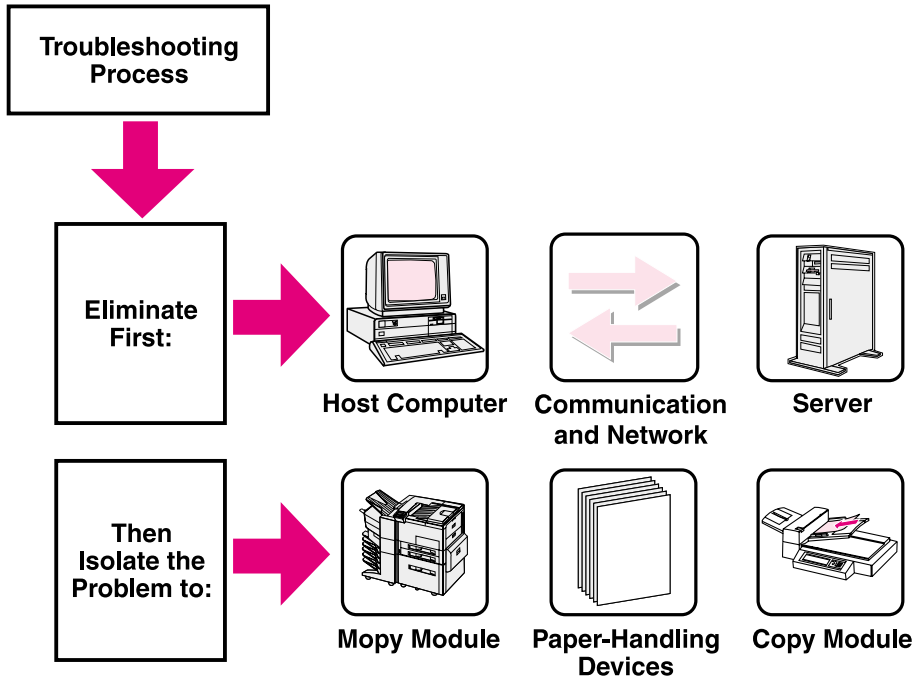 Troubleshooting
Process
Eliminate
First:
Host Computer
Communication
and Network
Server
Then
Isolate the
Problem to:
Mopy Module
Paper-Handling
Devices
Copy Module